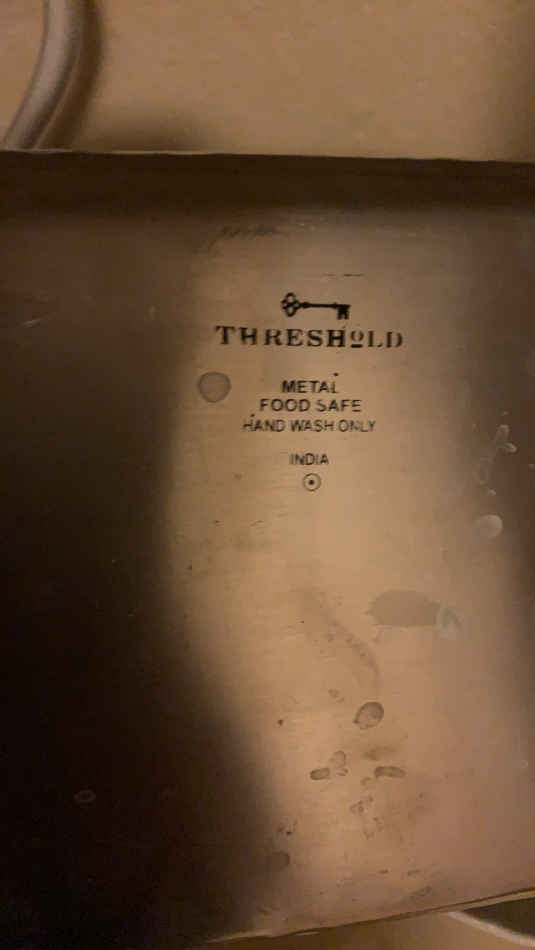 THRESHOLD
METAL
FOOD SAFE
HAND WASH ONLY
INDIA